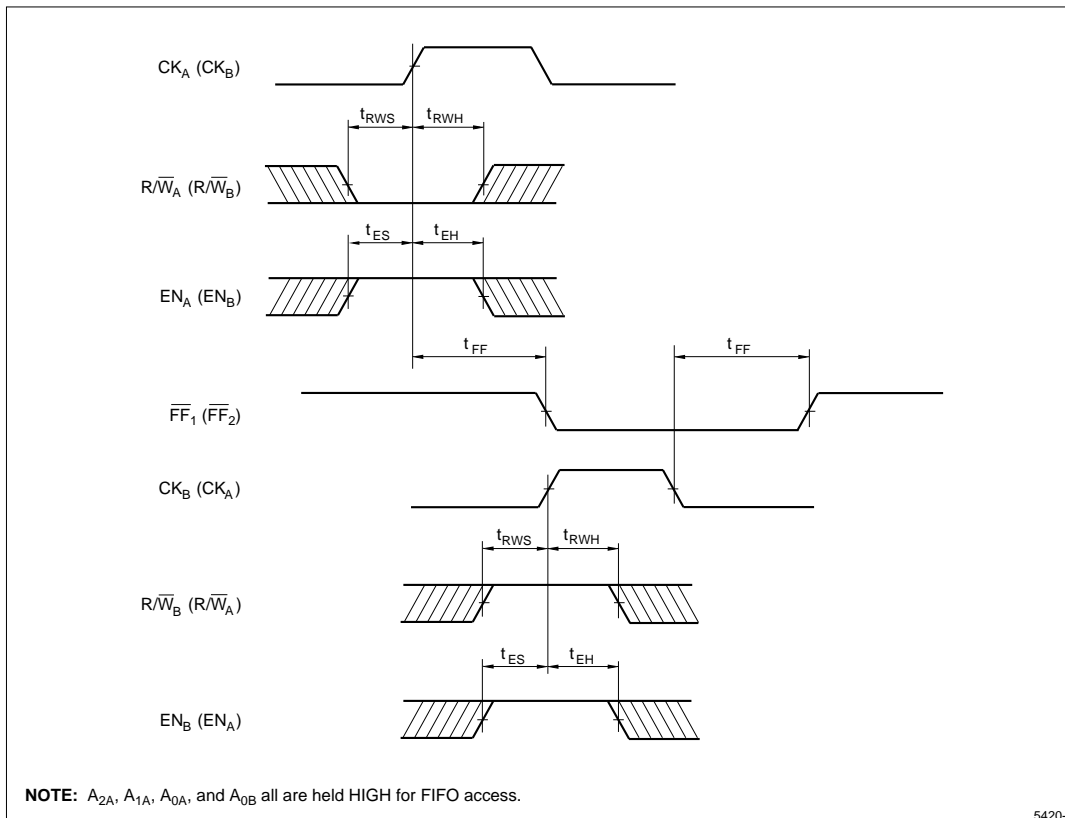 CKA (CKB)
tRWS tRWH
R/W̅A (R/W̅B)
tES tEH
ENA (ENB)
tFF tFF
F̅F̅1 (F̅F̅2)
CKB (CKA)
tRWS tRWH
R/W̅B (R/W̅A)
tES tEH
ENB (ENA)
NOTE: A2A, A1A, A0A, and A0B all are held HIGH for FIFO access.
5420-